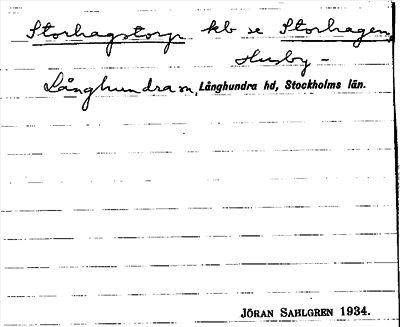 Storhagstorp kb se Storhagen,
Husby -
Långhundra sn, Långhundra hd, Stockholms län.
JÖRAN SAHLGREN 1934.